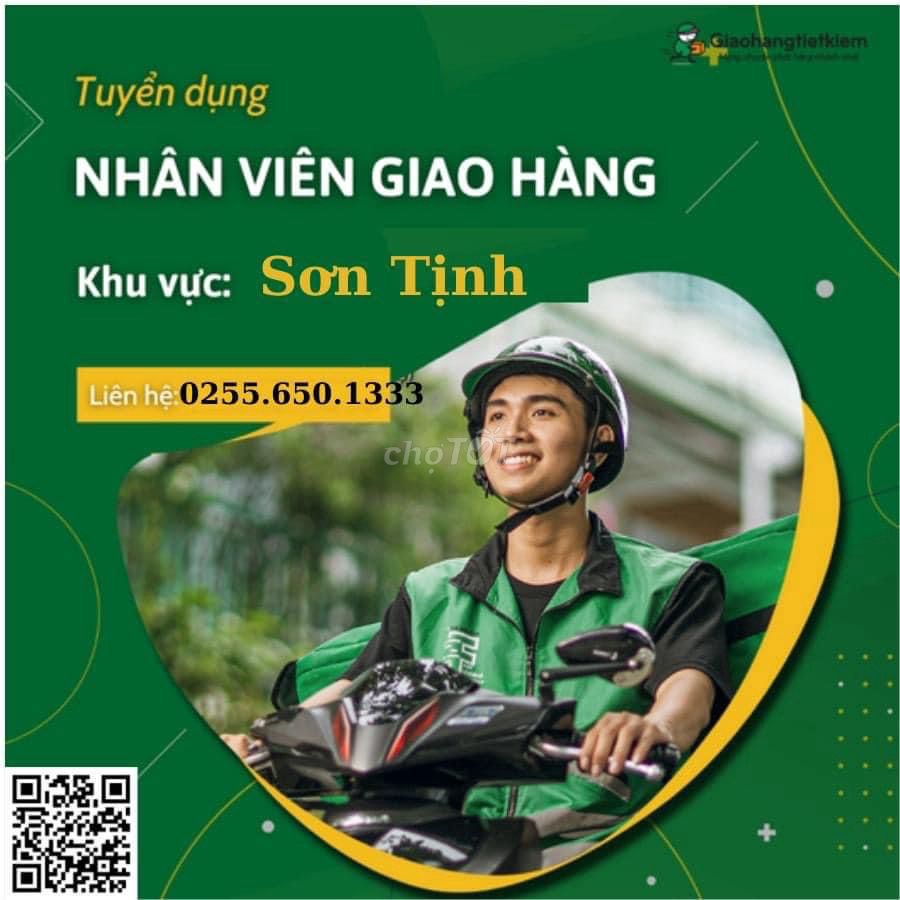 Giaohangtietkiem
Tuyển dụng
NHÂN VIÊN GIAO HÀNG
Khu vực: Sơn Tịnh
Liên hệ:0255.650.1333
chợTỐT